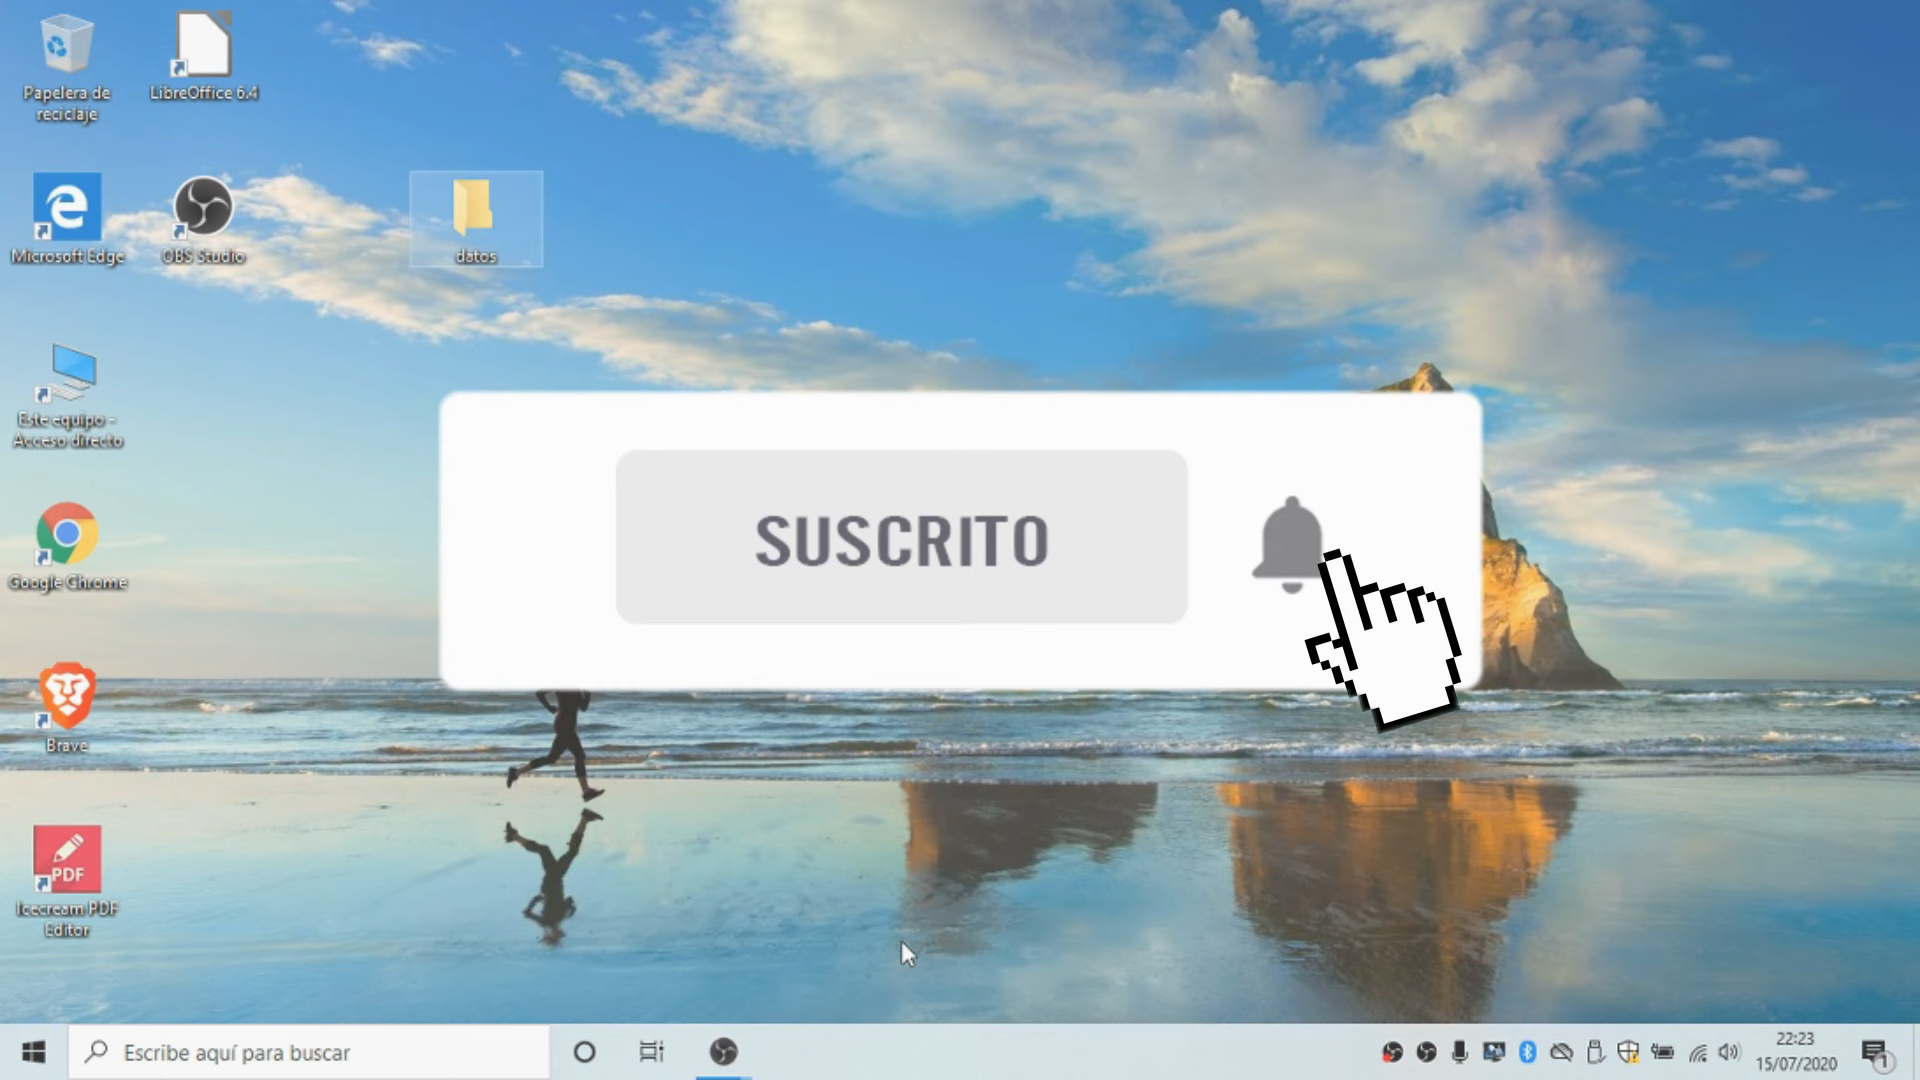 Papelera de
reciclaje
LibreOffice 6.4
Microsoft Edge
OBS Studio
datos
Este equipo -
Acceso directo
SUSCRITO
Google Chrome
Brave
PDF
Icecream PDF
Editor
Escribe aquí para buscar
22:23
15/07/2020
1